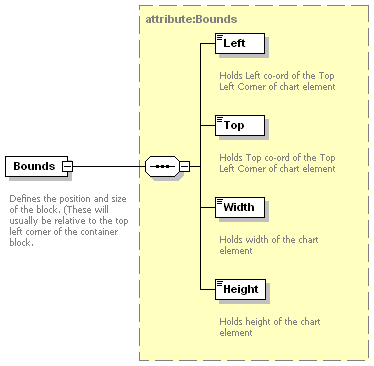 attribute:Bounds
Left
Holds Left co-ord of the Top
Left Corner of chart element
Top
Holds Top co-ord of the Top
Left Corner of chart element
Bounds
Defines the position and size
of the block. (These will
usually be relative to the top
left corner of the container
block.
Width
Holds width of the chart
element
Height
Holds height of the chart
element